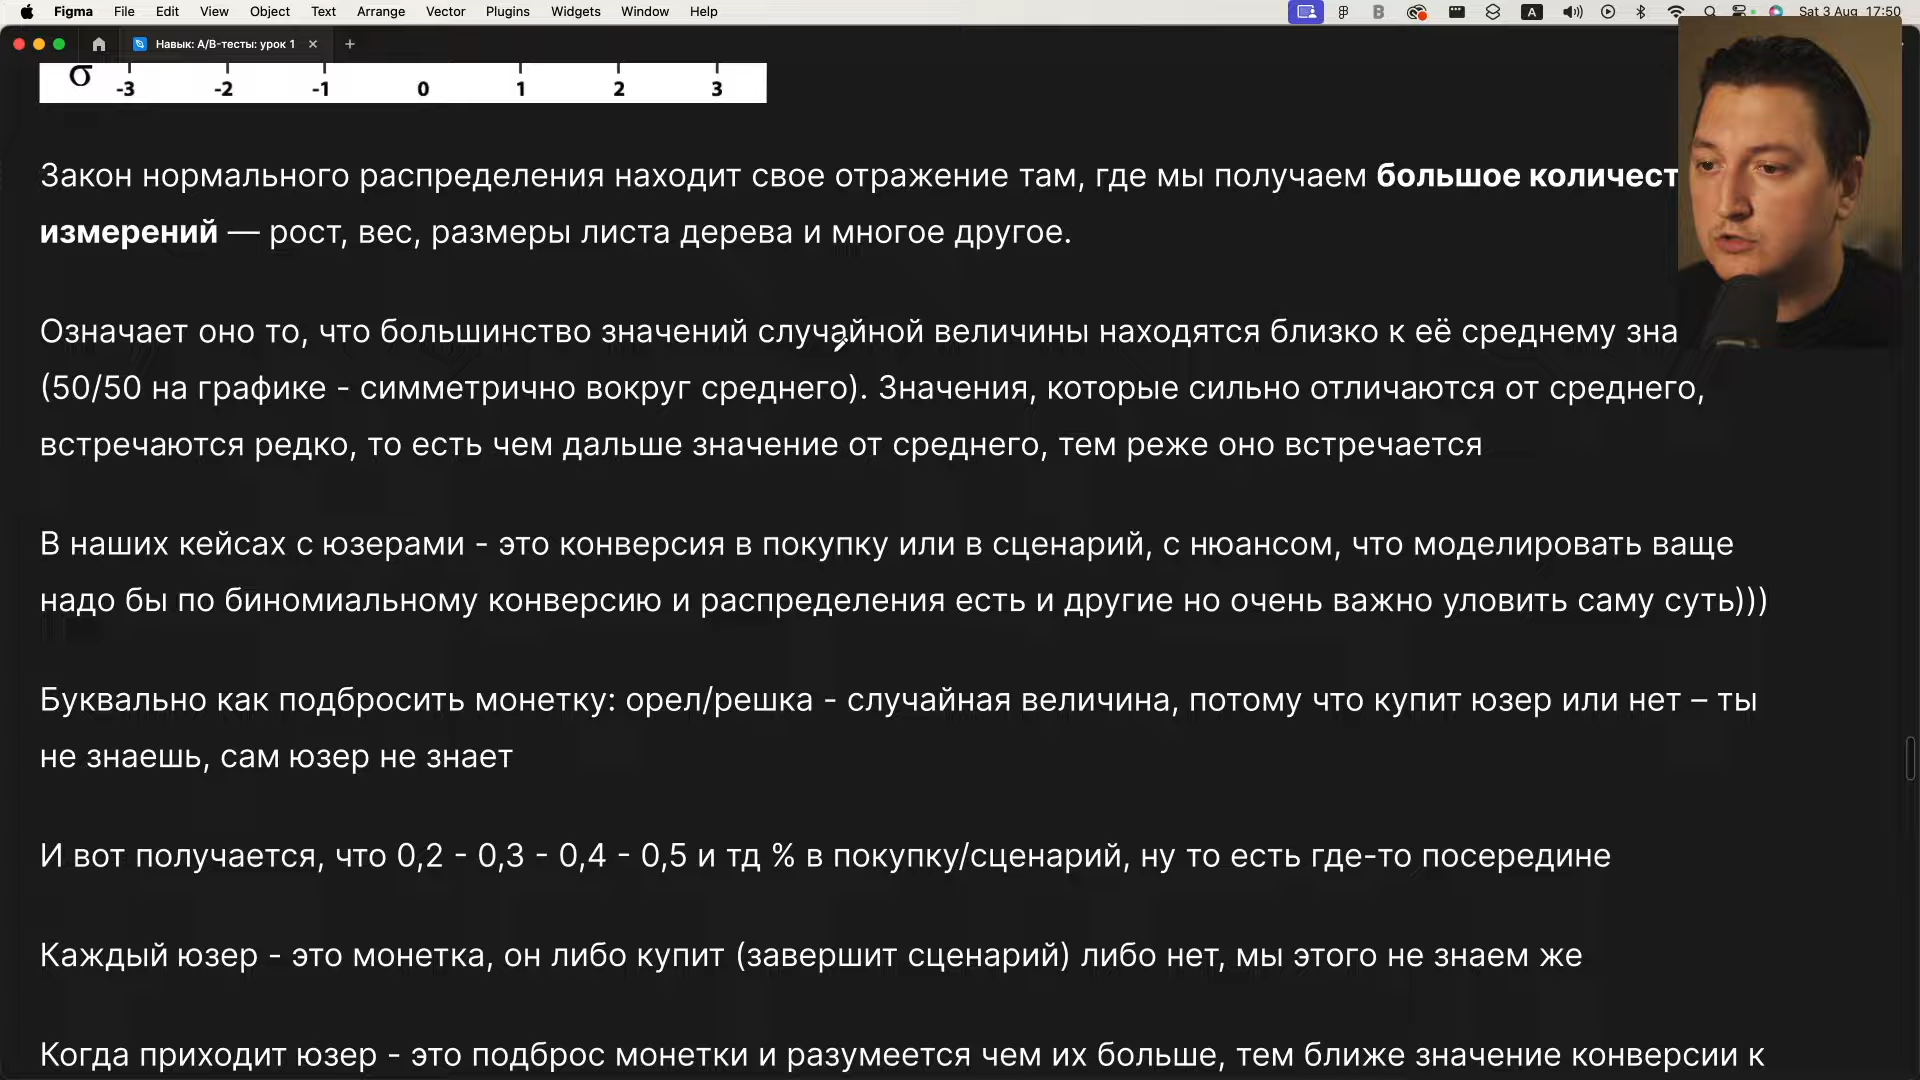 Figma File Edit View Object Text Arrange Vector Plugins Widgets Window Help
A Sat 3 Aug 17:50
Навык: A/B-тесты: урок 1
σ -3 -2 -1 0 1 2 3
Закон нормального распределения находит свое отражение там, где мы получаем большое количест
измерений — рост, вес, размеры листа дерева и многое другое.
Означает оно то, что большинство значений случайной величины находятся близко к её среднему зна
(50/50 на графике - симметрично вокруг среднего). Значения, которые сильно отличаются от среднего,
встречаются редко, то есть чем дальше значение от среднего, тем реже оно встречается
В наших кейсах с юзерами - это конверсия в покупку или в сценарий, с нюансом, что моделировать ваще
надо бы по биномиальному конверсию и распределения есть и другие но очень важно уловить саму суть)))
Буквально как подбросить монетку: орел/решка - случайная величина, потому что купит юзер или нет – ты
не знаешь, сам юзер не знает
И вот получается, что 0,2 - 0,3 - 0,4 - 0,5 и тд % в покупку/сценарий, ну то есть где-то посередине
Каждый юзер - это монетка, он либо купит (завершит сценарий) либо нет, мы этого не знаем же
Когда приходит юзер - это подброс монетки и разумеется чем их больше, тем ближе значение конверсии к